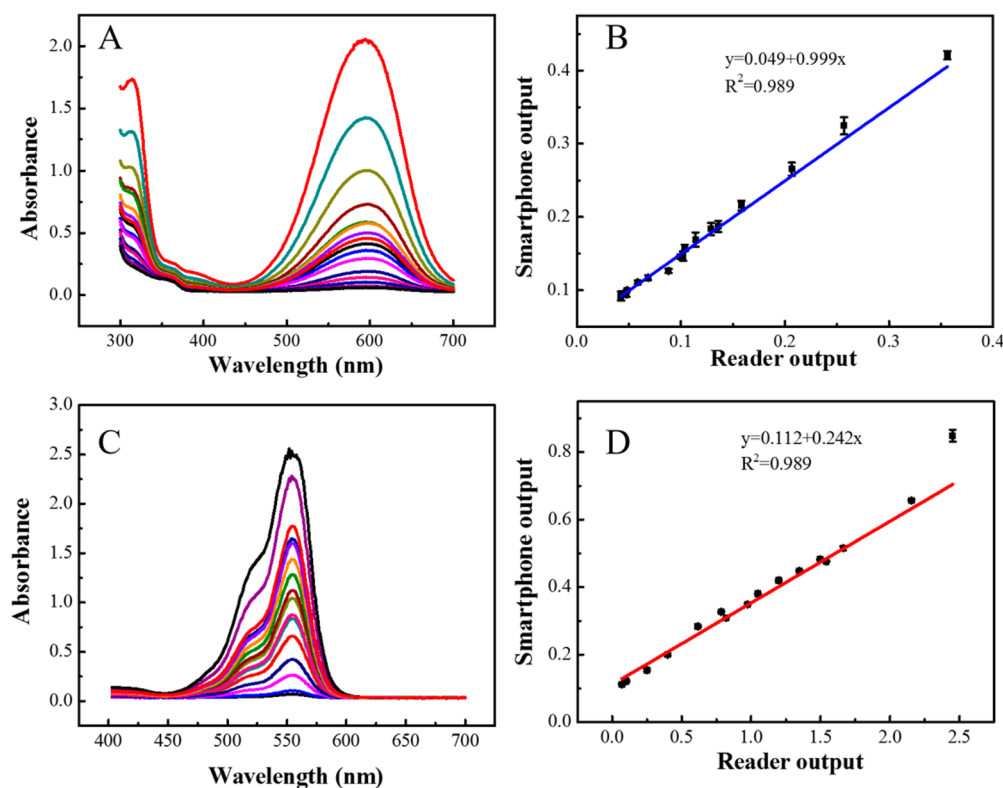 A
2.0
1.5
1.0
0.5
0.0
Absorbance
300
400
500
600
700
Wavelength (nm)
B
y=0.049+0.999x
R²=0.989
0.4
0.3
0.2
0.1
Smartphone output
0.0
0.1
0.2
0.3
0.4
Reader output
C
3.0
2.5
2.0
1.5
1.0
0.5
0.0
Absorbance
400
450
500
550
600
650
700
Wavelength (nm)
D
y=0.112+0.242x
R²=0.989
0.8
0.6
0.4
0.2
0.0
Smartphone output
0.0
0.5
1.0
1.5
2.0
2.5
Reader output